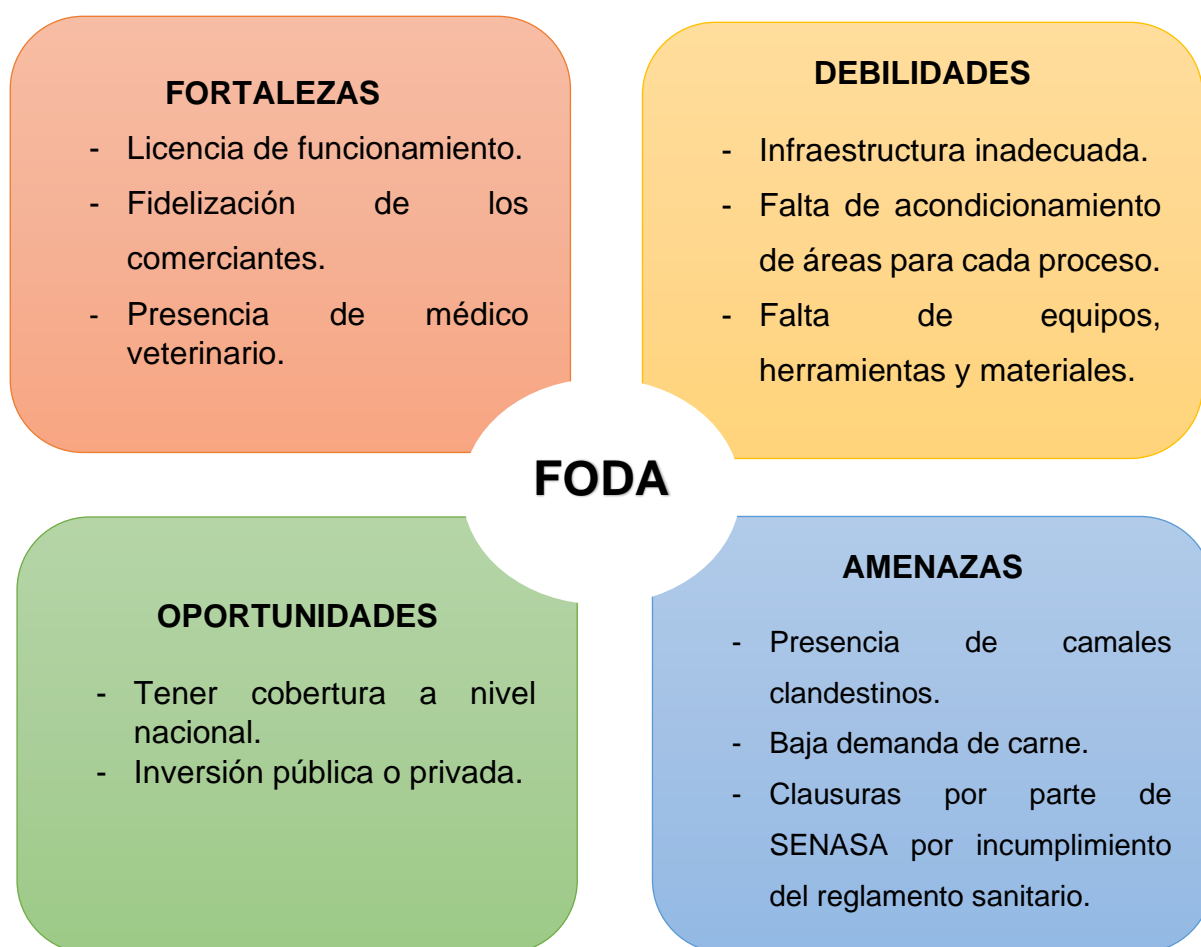 FORTALEZAS
- Licencia de funcionamiento.
- Fidelización de los
comerciantes.
- Presencia de médico
veterinario.
DEBILIDADES
- Infraestructura inadecuada.
- Falta de acondicionamiento
de áreas para cada proceso.
- Falta de equipos,
herramientas y materiales.
FODA
OPORTUNIDADES
- Tener cobertura a nivel
nacional.
- Inversión pública o privada.
AMENAZAS
- Presencia de camales
clandestinos.
- Baja demanda de carne.
- Clausuras por parte de
SENASA por incumplimiento
del reglamento sanitario.